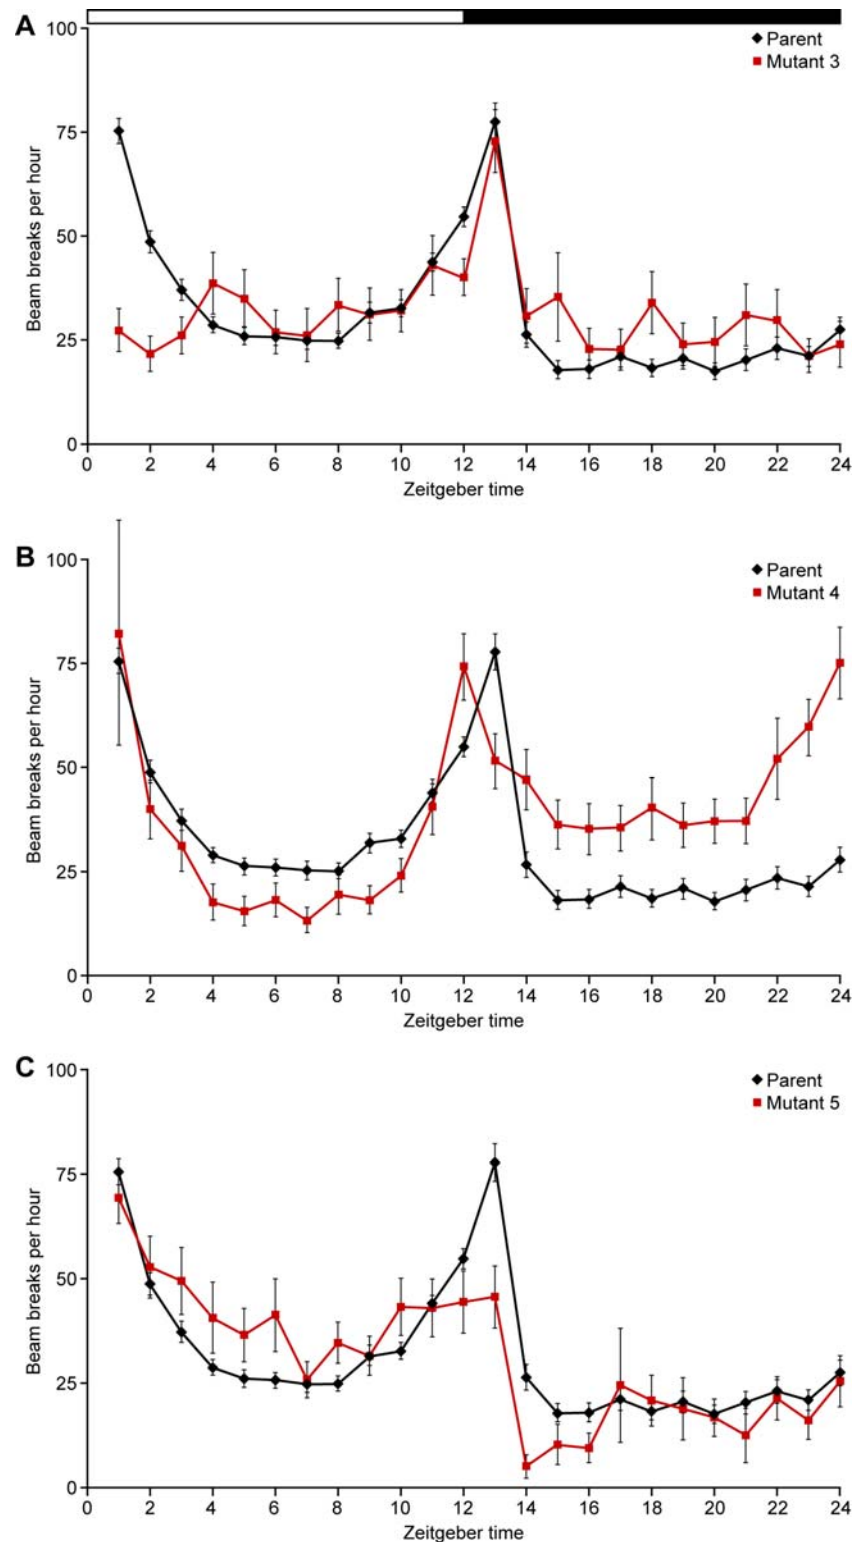 A
100
75
50
25
0
Beam breaks per hour
Parent
Mutant 3
0 2 4 6 8 10 12 14 16 18 20 22 24
Zeitgeber time
B
100
75
50
25
0
Beam breaks per hour
Parent
Mutant 4
0 2 4 6 8 10 12 14 16 18 20 22 24
Zeitgeber time
C
100
75
50
25
0
Beam breaks per hour
Parent
Mutant 5
0 2 4 6 8 10 12 14 16 18 20 22 24
Zeitgeber time